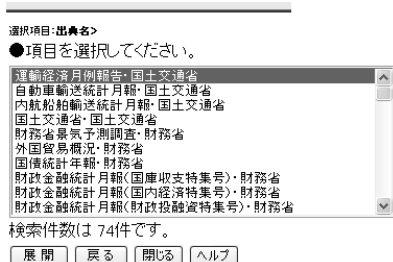 選択項目:出典名>
●項目を選択してください。
運輸経済月例報告・国土交通省
自動車輸送統計月報・国土交通省
内航船舶輸送統計月報・国土交通省
国土交通省・国土交通省
財務省景気予測調査・財務省
外国貿易概況・財務省
国債統計年報・財務省
財政金融統計月報(国庫収支特集号)・財務省
財政金融統計月報(国内経済特集号)・財務省
財政金融統計月報(財政投融資特集号)・財務省
検索件数は 74件です。
展開 戻る 閉じる ヘルプ